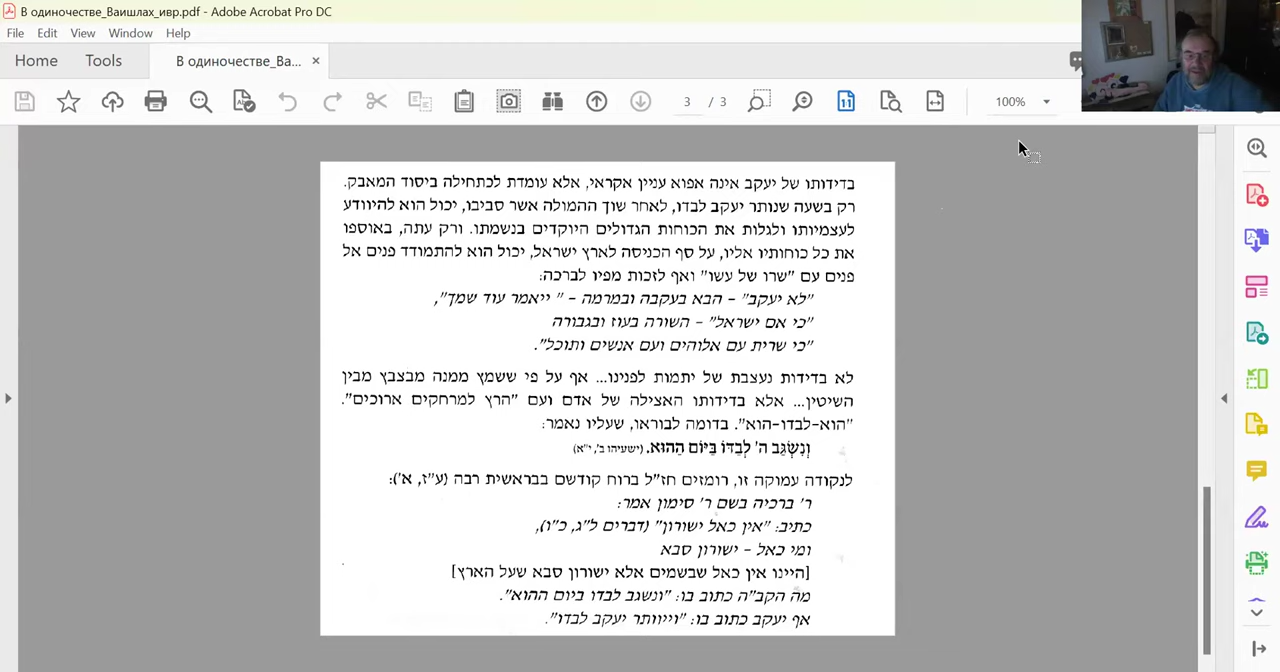 В одиночестве_Ваишлах_ивр.pdf - Adobe Acrobat Pro DC
File Edit View Window Help
Home Tools В одиночестве_Ва... ×
3 / 3 100%
בדידותו של יעקב אינה אפוא עניין אקראי, אלא עומדת לכתחילה ביסוד המאבק.
רק בשעה שנותר יעקב לבדו, לאחר שוך ההמולה אשר סביבו, יכול הוא להיוודע
לעצמיותו ולגלות את הכוחות הגדולים היוקדים בנשמתו. ורק עתה, באוספו
את כל כוחותיו אליו, על סף הכניסה לארץ ישראל, יכול הוא להתמודד פנים אל
פנים עם "שרו של עשו" ואף לזכות מפיו לברכה:
"לא יעקב" – הבא בעקבה ובמרמה – " ייאמר עוד שמך",
"כי אם ישראל" – השורה בעוז ובגבורה
"כי שרית עם אלוהים ועם אנשים ותוכל".
לא בדידות נעצבת של יתמות לפנינו... אף על פי ששמץ ממנה מבצבץ מבין
השיטין... אלא בדידותו האצילה של אדם ועם "הרץ למרחקים ארוכים".
"הוא-לבדו-הוא". בדומה לבוראו, שעליו נאמר:
וְנִשְׂגַּב ה' לְבַדּוֹ בַּיּוֹם הַהוּא. (ישעיהו ב', י"א)
לנקודה עמוקה זו, רומזים חז"ל ברוח קודשם בבראשית רבה (ע"ז, א'):
ר' ברכיה בשם ר' סימון אמר:
כתיב: "אין כאל ישורון" (דברים ל"ג, כ"ו),
ומי כאל – ישורון סבא
[היינו אין כאל שבשמים אלא ישורון סבא שעל הארץ]
מה הקב"ה כתוב בו: "ונשגב לבדו ביום ההוא".
אף יעקב כתוב בו: "וייוותר יעקב לבדו".